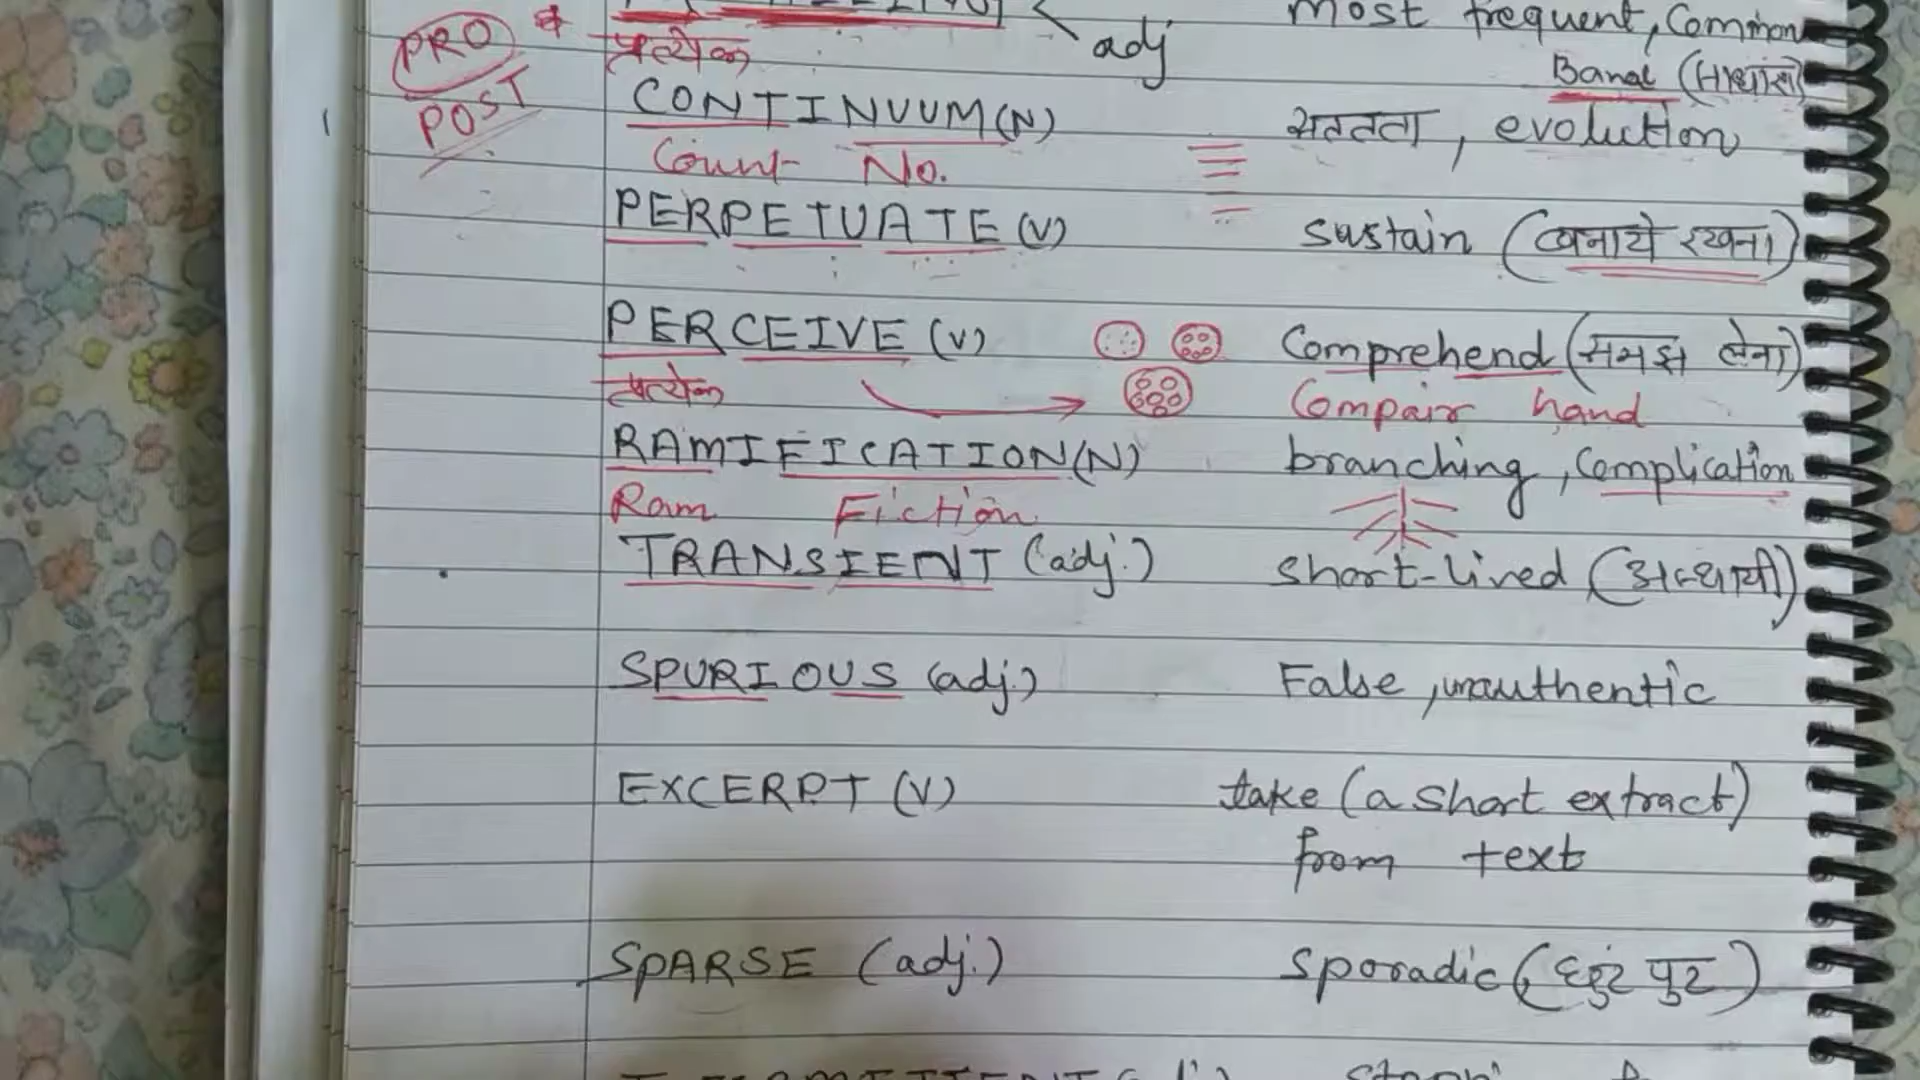 PRO
adj
most frequent, Common
प्रत्येक
Banal
POST
CONTINUUM(N) सततता, evolution
Count No.
PERPETUATE (V) sustain (बनाये रखना)
PERCEIVE (V) Comprehend (समझ लेना)
प्रत्येक Compair hand
RAMIFICATION(N) branching, Complication
Ram Fiction
TRANSIENT (adj.) short-lived (अस्थायी)
SPURIOUS (adj.) False, unauthentic
EXCERPT (V) take (a short extract)
from text
SPARSE (adj.) Sporadic, (छुट पुट)